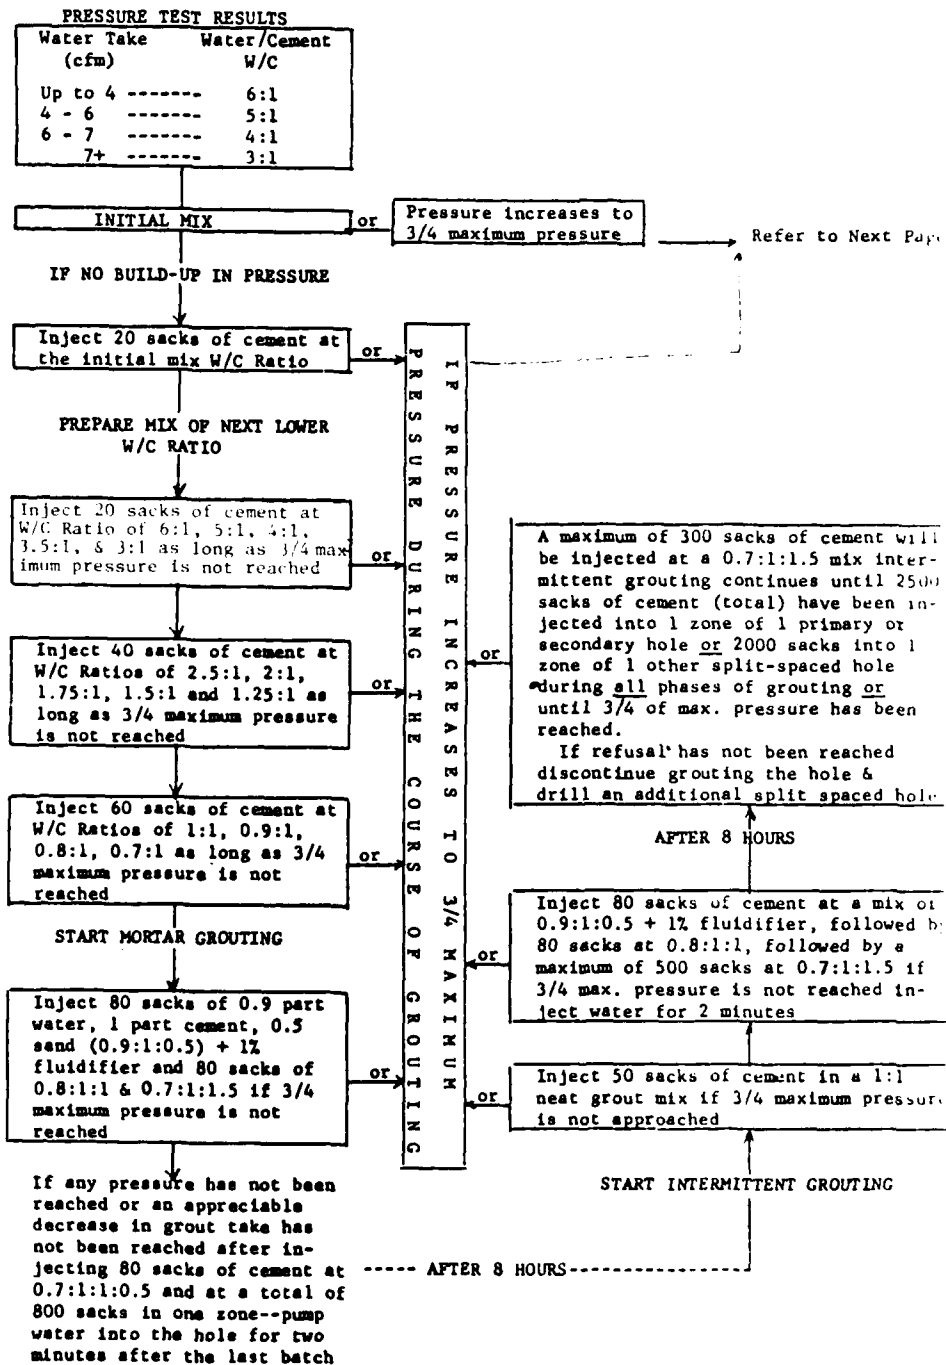 PRESSURE TEST RESULTS
Water Take Water/Cement
(cfm) W/C
Up to 4 ------- 6:1
4 - 6 ------- 5:1
6 - 7 ------- 4:1
7+ ------- 3:1
INITIAL MIX
or
Pressure increases to
3/4 maximum pressure
Refer to Next Page
IF NO BUILD-UP IN PRESSURE
Inject 20 sacks of cement at
the initial mix W/C Ratio
or
PREPARE MIX OF NEXT LOWER
W/C RATIO
Inject 20 sacks of cement at
W/C Ratio of 6:1, 5:1, 4:1,
3.5:1, & 3:1 as long as 3/4 max
imum pressure is not reached
or
Inject 40 sacks of cement at
W/C Ratios of 2.5:1, 2:1,
1.75:1, 1.5:1 and 1.25:1 as
long as 3/4 maximum pressure
is not reached
or
Inject 60 sacks of cement at
W/C Ratios of 1:1, 0.9:1,
0.8:1, 0.7:1 as long as 3/4
maximum pressure is not
reached
or
START MORTAR GROUTING
Inject 80 sacks of 0.9 part
water, 1 part cement, 0.5
sand (0.9:1:0.5) + 1%
fluidifier and 80 sacks of
0.8:1:1 & 0.7:1:1.5 if 3/4
maximum pressure is not
reached
or
If any pressure has not been
reached or an appreciable
decrease in grout take has
not been reached after in-
jecting 80 sacks of cement at
0.7:1:1:0.5 and at a total of
800 sacks in one zone--pump
water into the hole for two
minutes after the last batch
----- AFTER 8 HOURS------------
IF PRESSURE INCREASES TO 3/4 MAXIMUM
PRESSURE DURING THE COURSE OF GROUTING
A maximum of 300 sacks of cement will
be injected at a 0.7:1:1.5 mix inter-
mittent grouting continues until 2500
sacks of cement (total) have been in-
jected into 1 zone of 1 primary or
secondary hole or 2000 sacks into 1
zone of 1 other split-spaced hole
during all phases of grouting or
until 3/4 of max. pressure has been
reached.
If refusal has not been reached
discontinue grouting the hole &
drill an additional split spaced hole
or
AFTER 8 HOURS
Inject 80 sacks of cement at a mix of
0.9:1:0.5 + 1% fluidifier, followed by
80 sacks at 0.8:1:1, followed by a
maximum of 500 sacks at 0.7:1:1.5 if
3/4 max. pressure is not reached in-
ject water for 2 minutes
or
Inject 50 sacks of cement in a 1:1
neat grout mix if 3/4 maximum pressure
is not approached
or
START INTERMITTENT GROUTING